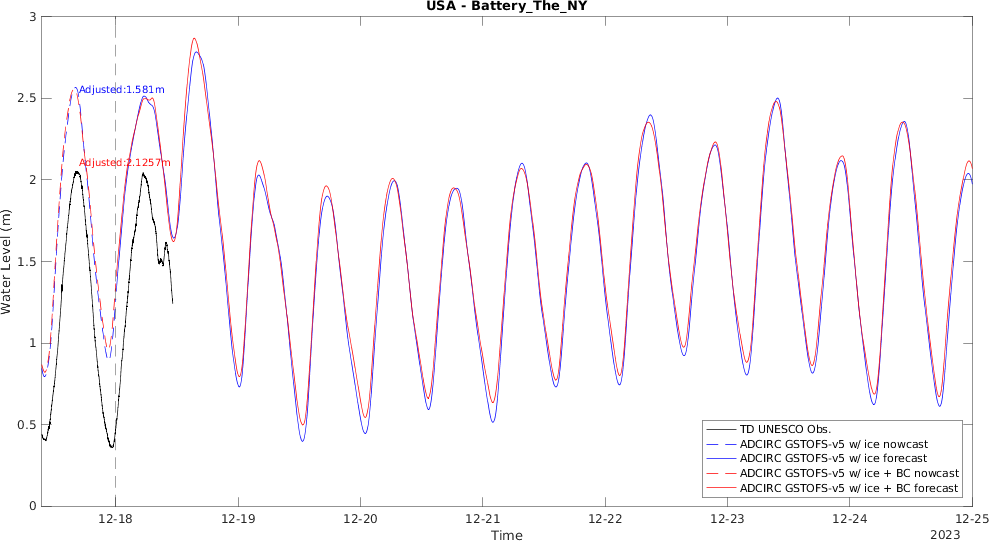 USA - Battery_The_NY
3
2.5
2
1.5
1
0.5
0
Water Level (m)
Adjusted:1.581m
Adjusted:2.1257m
TD UNESCO Obs.
ADCIRC GSTOFS-v5 w/ ice nowcast
ADCIRC GSTOFS-v5 w/ ice forecast
ADCIRC GSTOFS-v5 w/ ice + BC nowcast
ADCIRC GSTOFS-v5 w/ ice + BC forecast
12-18 12-19 12-20 12-21 12-22 12-23 12-24 12-25
Time
2023